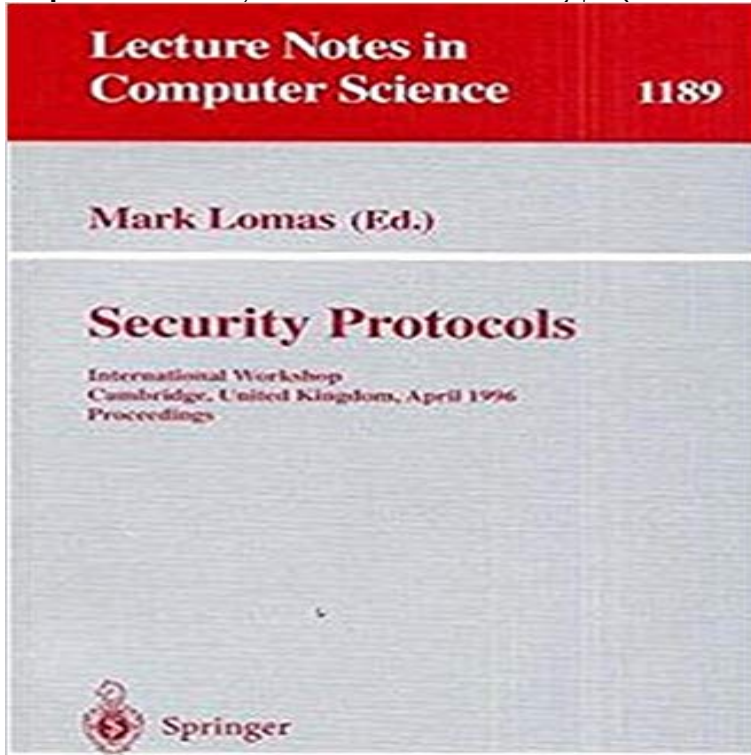 Lecture Notes in
Computer Science 1189
Mark Lomas (Ed.)
Security Protocols
International Workshop
Cambridge, United Kingdom, April 1996
Proceedings
Springer